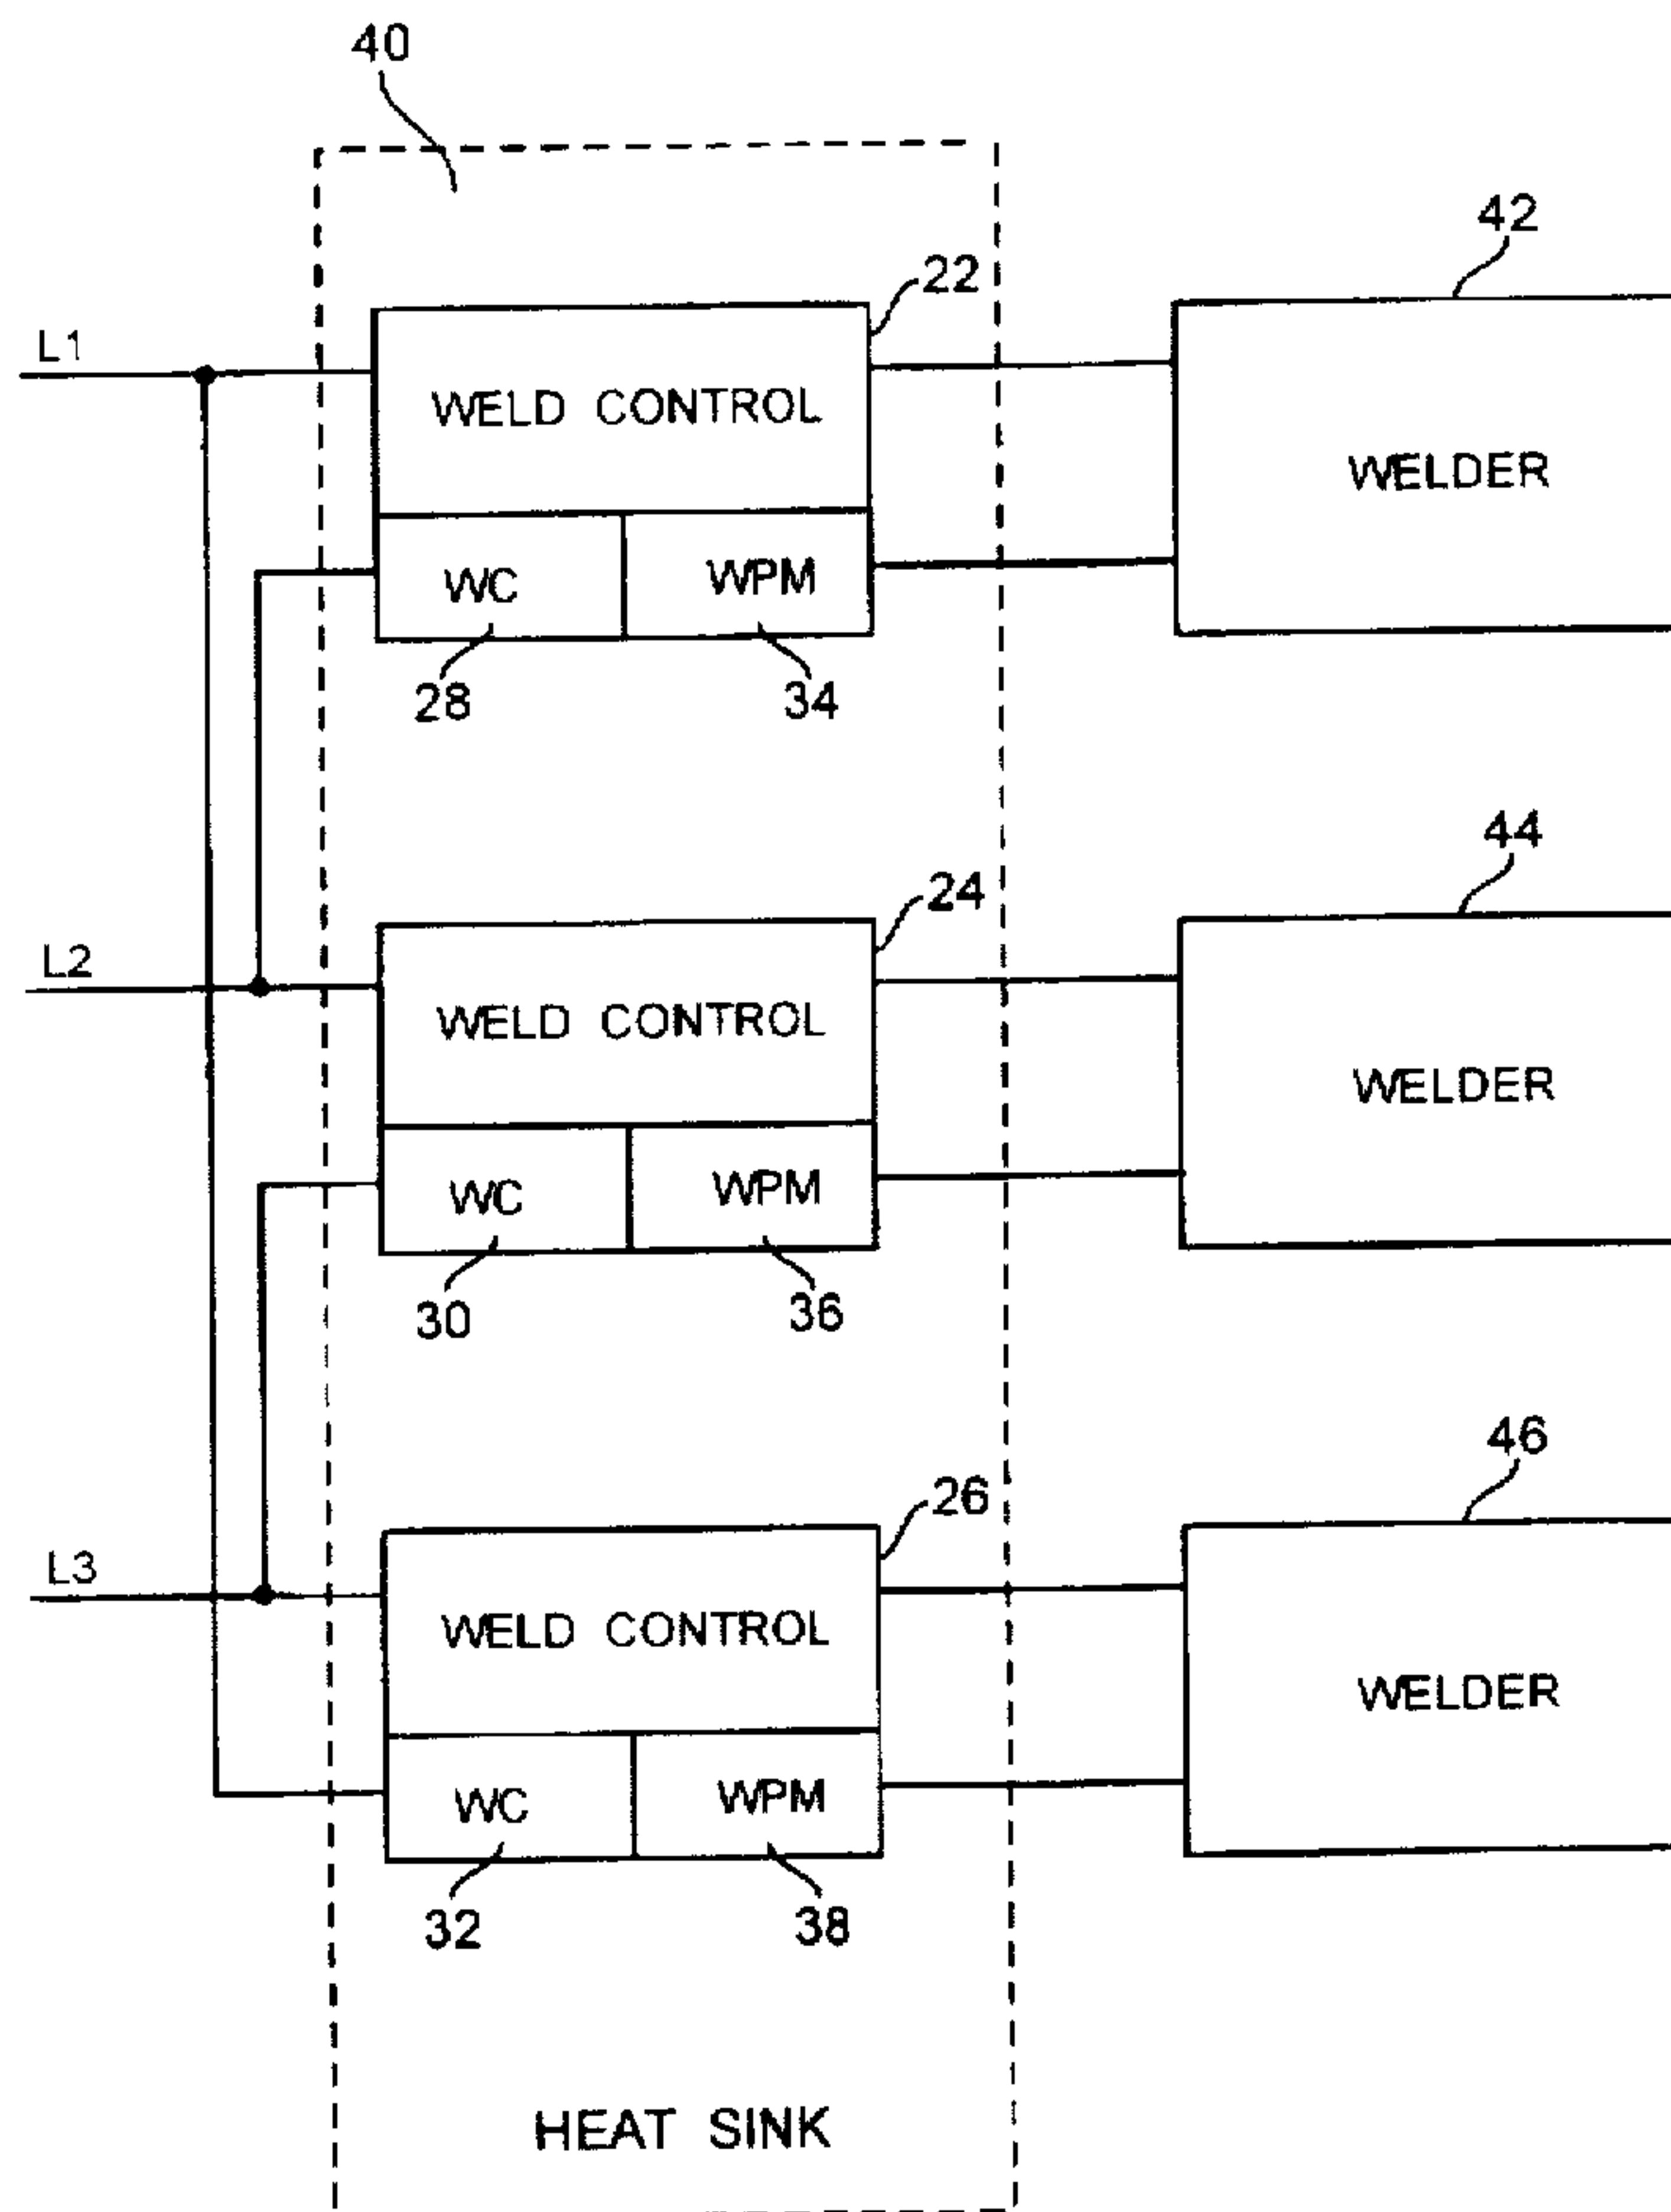 40
42
22
L1
WELD CONTROL
WELDER
WC
WPM
28
34
44
24
L2
WELD CONTROL
WELDER
WC
WPM
30
36
46
26
L3
WELD CONTROL
WELDER
WC
WPM
32
38
HEAT SINK